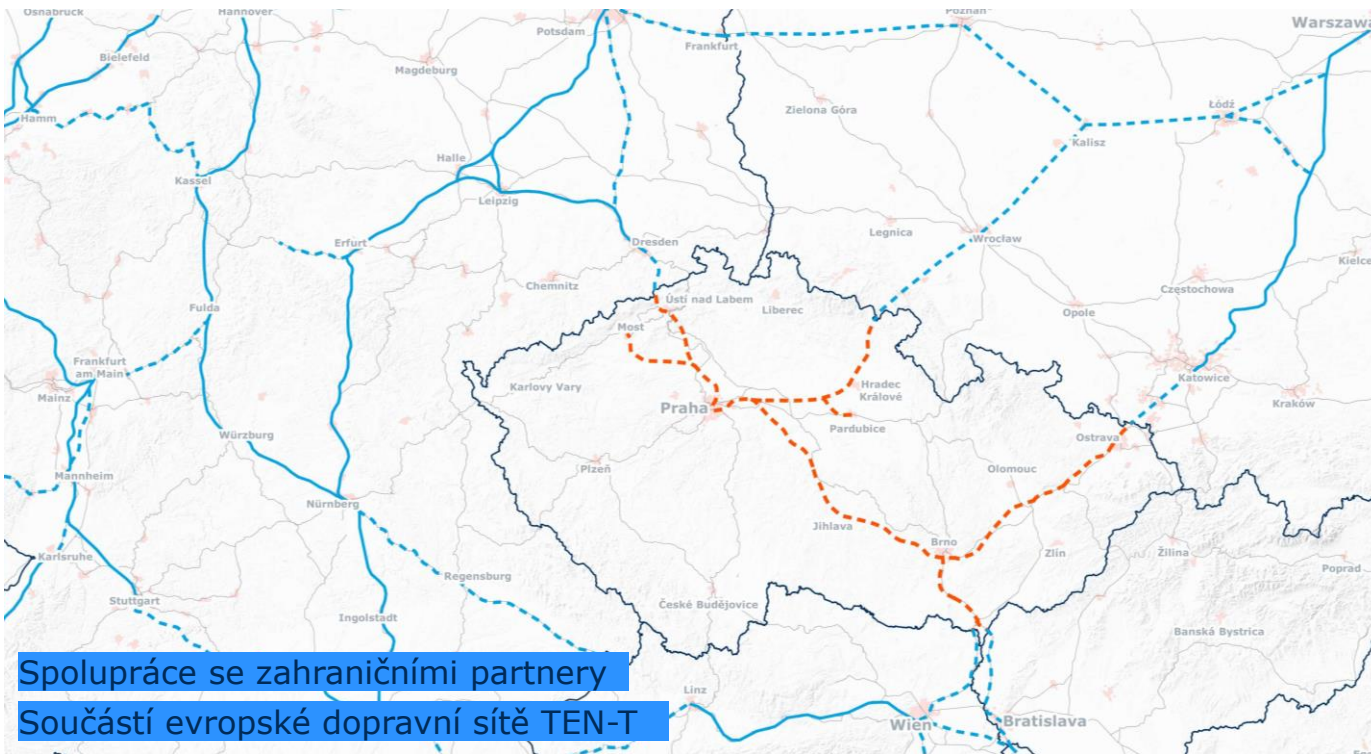 Osnabrück
Hannover
Potsdam
Frankfurt
Poznań
Warszawa
Bielefeld
Magdeburg
Zielona Góra
Łódź
Hamm
Kalisz
Halle
Kassel
Leipzig
Legnica
Wrocław
Erfurt
Dresden
Kielce
Chemnitz
Częstochowa
Ústí nad Labem
Fulda
Liberec
Opole
Most
Frankfurt
am Main
Katowice
Karlovy Vary
Hradec
Králové
Mainz
Kraków
Praha
Pardubice
Würzburg
Ostrava
Plzeň
Olomouc
Mannheim
Nürnberg
Jihlava
Brno
Zlín
Žilina
Karlsruhe
Poprad
Regensburg
Stuttgart
České Budějovice
Ingolstadt
Banská Bystrica
Spolupráce se zahraničními partnery
Linz
Součástí evropské dopravní sítě TEN-T
Wien
Bratislava